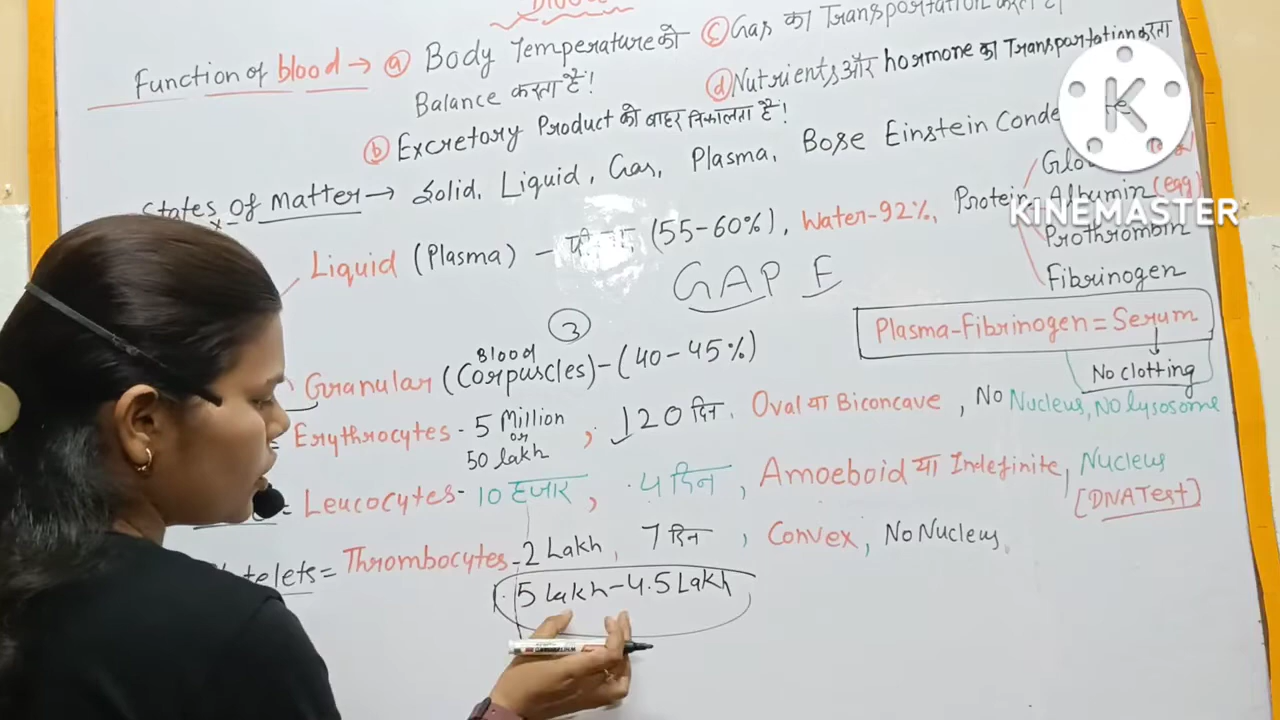 Function of blood → (a) Body Temperature को
Balance करता है!
(b) Excretory Product को बाहर निकालता है!
(c) Gas का Transportation करता है।
(d) Nutrients और hormone का Transportation करता
States of matter → Solid, Liquid, Gas, Plasma, Bose Einstein
Liquid (Plasma) - (55-60%), Water-92%, Protein
Albumin (egg)
Prothrombin
Fibrinogen
GAP F
Plasma-Fibrinogen = Serum
No clotting
3
Granular (Blood Corpuscles) - (40-45%)
Erythrocytes - 5 Million or 50 lakh, 120 दिन. Oval या Biconcave, No Nucleus, No lysosome
= Leucocytes - 10 हजार, 4 दिन, Amoeboid या Indefinite, Nucleus
[DNA Test]
Platelets = Thrombocytes - 2 Lakh, 7 दिन, Convex, No Nucleus.
1.5 Lakh - 4.5 Lakh
K
KINEMASTER